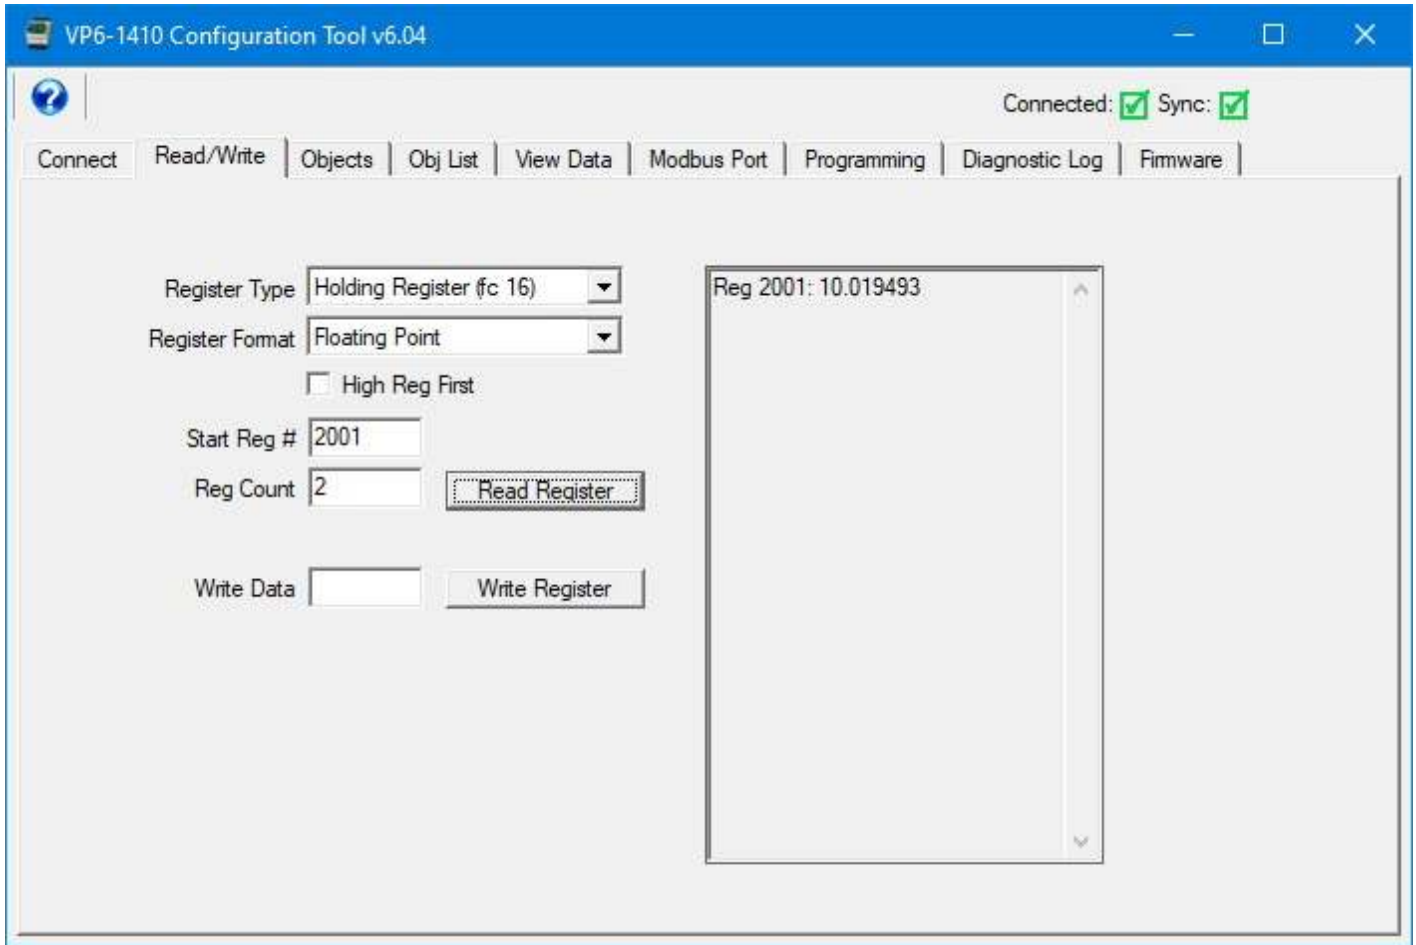 VP6-1410 Configuration Tool v6.04
Connected: Sync:
Connect Read/Write Objects Obj List View Data Modbus Port Programming Diagnostic Log Firmware
Register Type Holding Register (fc 16)
Reg 2001: 10.019493
Register Format Floating Point
High Reg First
Start Reg # 2001
Reg Count 2 Read Register
Write Data Write Register